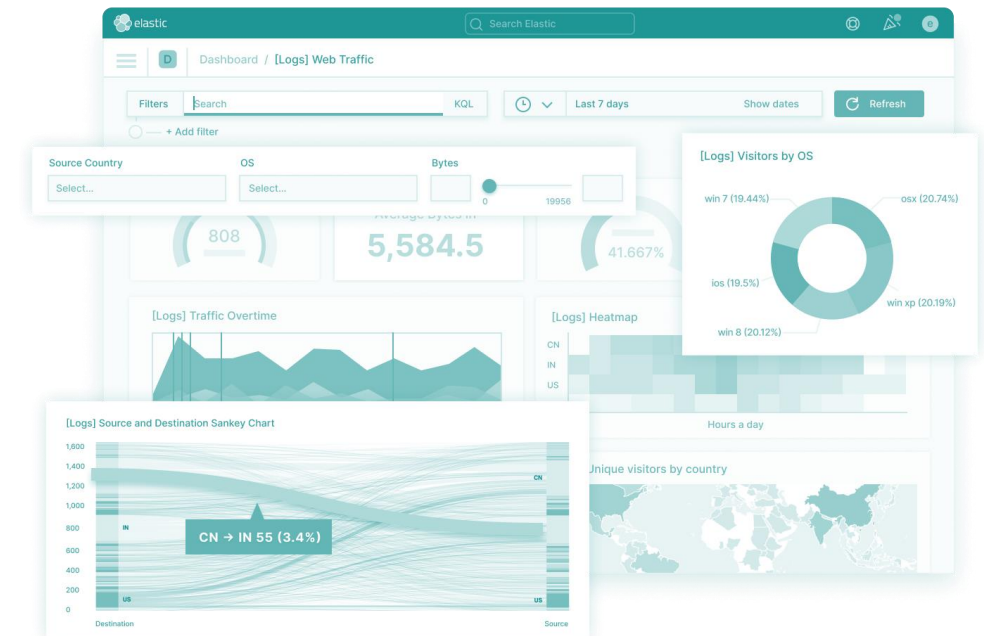 elastic
Search Elastic
e
D
Dashboard / [Logs] Web Traffic
Filters
Search
KQL
Last 7 days
Show dates
Refresh
+ Add filter
Source Country
OS
Bytes
Select...
Select...
0
19956
[Logs] Visitors by OS
win 7 (19.44%)
osx (20.74%)
ios (19.5%)
win xp (20.19%)
win 8 (20.12%)
808
Average Bytes In
5,584.5
41.667%
[Logs] Traffic Overtime
[Logs] Heatmap
CN
IN
US
Hours a day
[Logs] Source and Destination Sankey Chart
1,600
1,400
1,200
1,000
800
600
400
200
0
CN
IN
US
US
CN → IN 55 (3.4%)
Destination
Source
Unique visitors by country